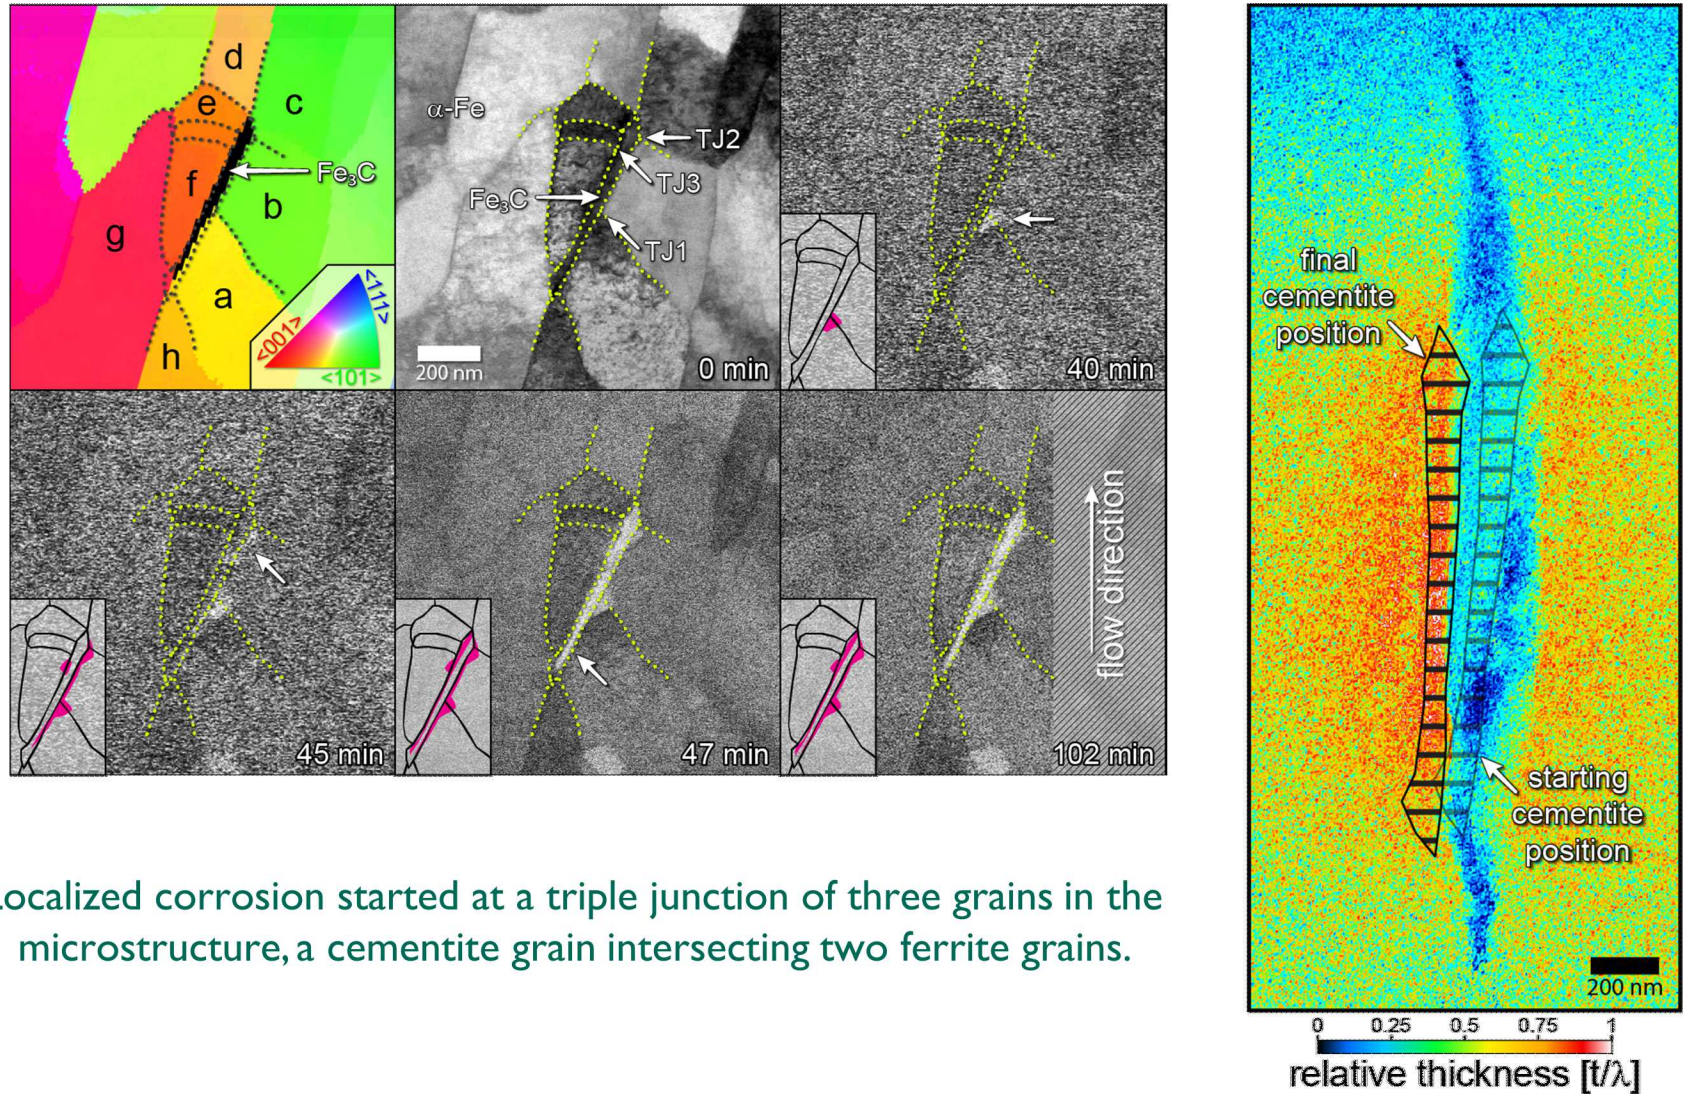 d
e
c
Fe₃C
f
b
g
a
h
<111>
<001>
<101>
α-Fe
TJ2
TJ3
Fe₃C
TJ1
200 nm
0 min
40 min
45 min
47 min
102 min
flow direction
final
cementite
position
starting
cementite
position
200 nm
0 0.25 0.5 0.75 1
relative thickness [t/λ]
ocalized corrosion started at a triple junction of three grains in the
microstructure, a cementite grain intersecting two ferrite grains.